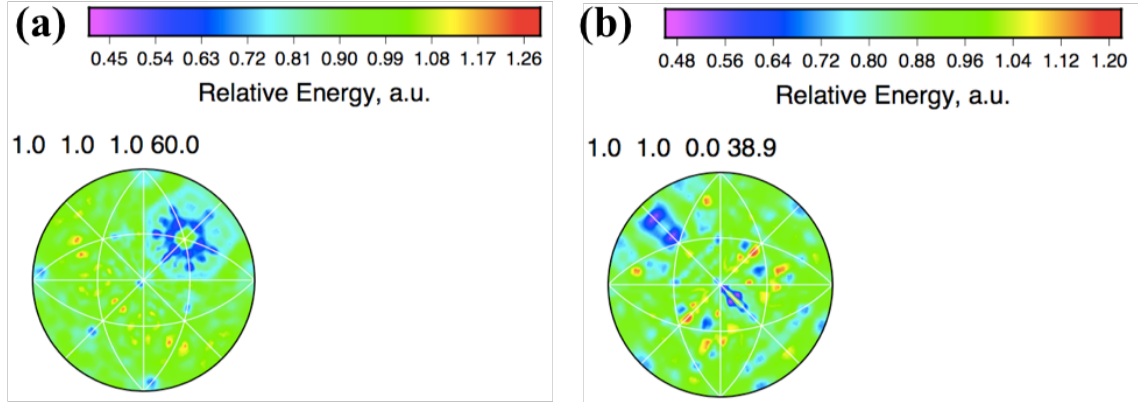 (a)
0.45 0.54 0.63 0.72 0.81 0.90 0.99 1.08 1.17 1.26
Relative Energy, a.u.
1.0 1.0 1.0 60.0
(b)
0.48 0.56 0.64 0.72 0.80 0.88 0.96 1.04 1.12 1.20
Relative Energy, a.u.
1.0 1.0 0.0 38.9